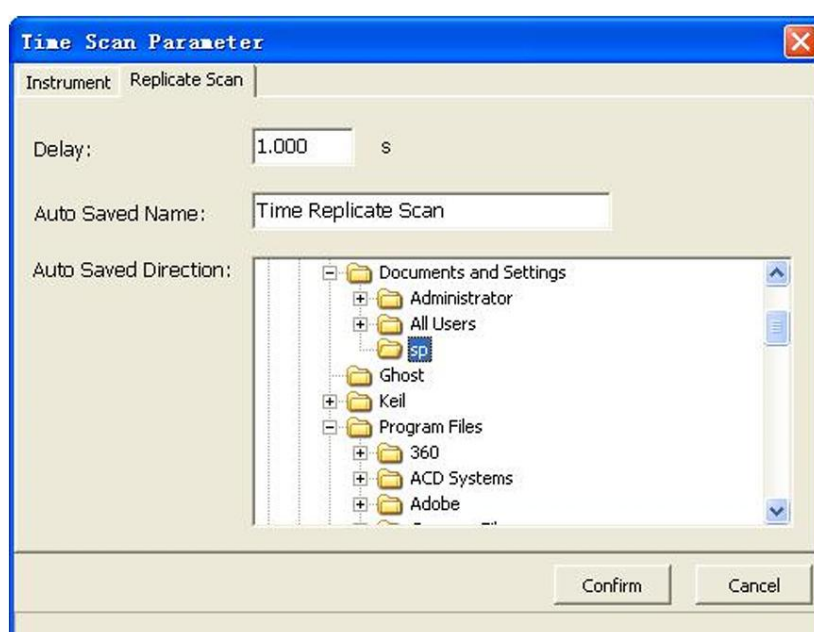 Time Scan Parameter
Instrument Replicate Scan
Delay: 1.000 s
Auto Saved Name: Time Replicate Scan
Auto Saved Direction:
Documents and Settings
Administrator
All Users
sp
Ghost
Keil
Program Files
360
ACD Systems
Adobe
Confirm Cancel